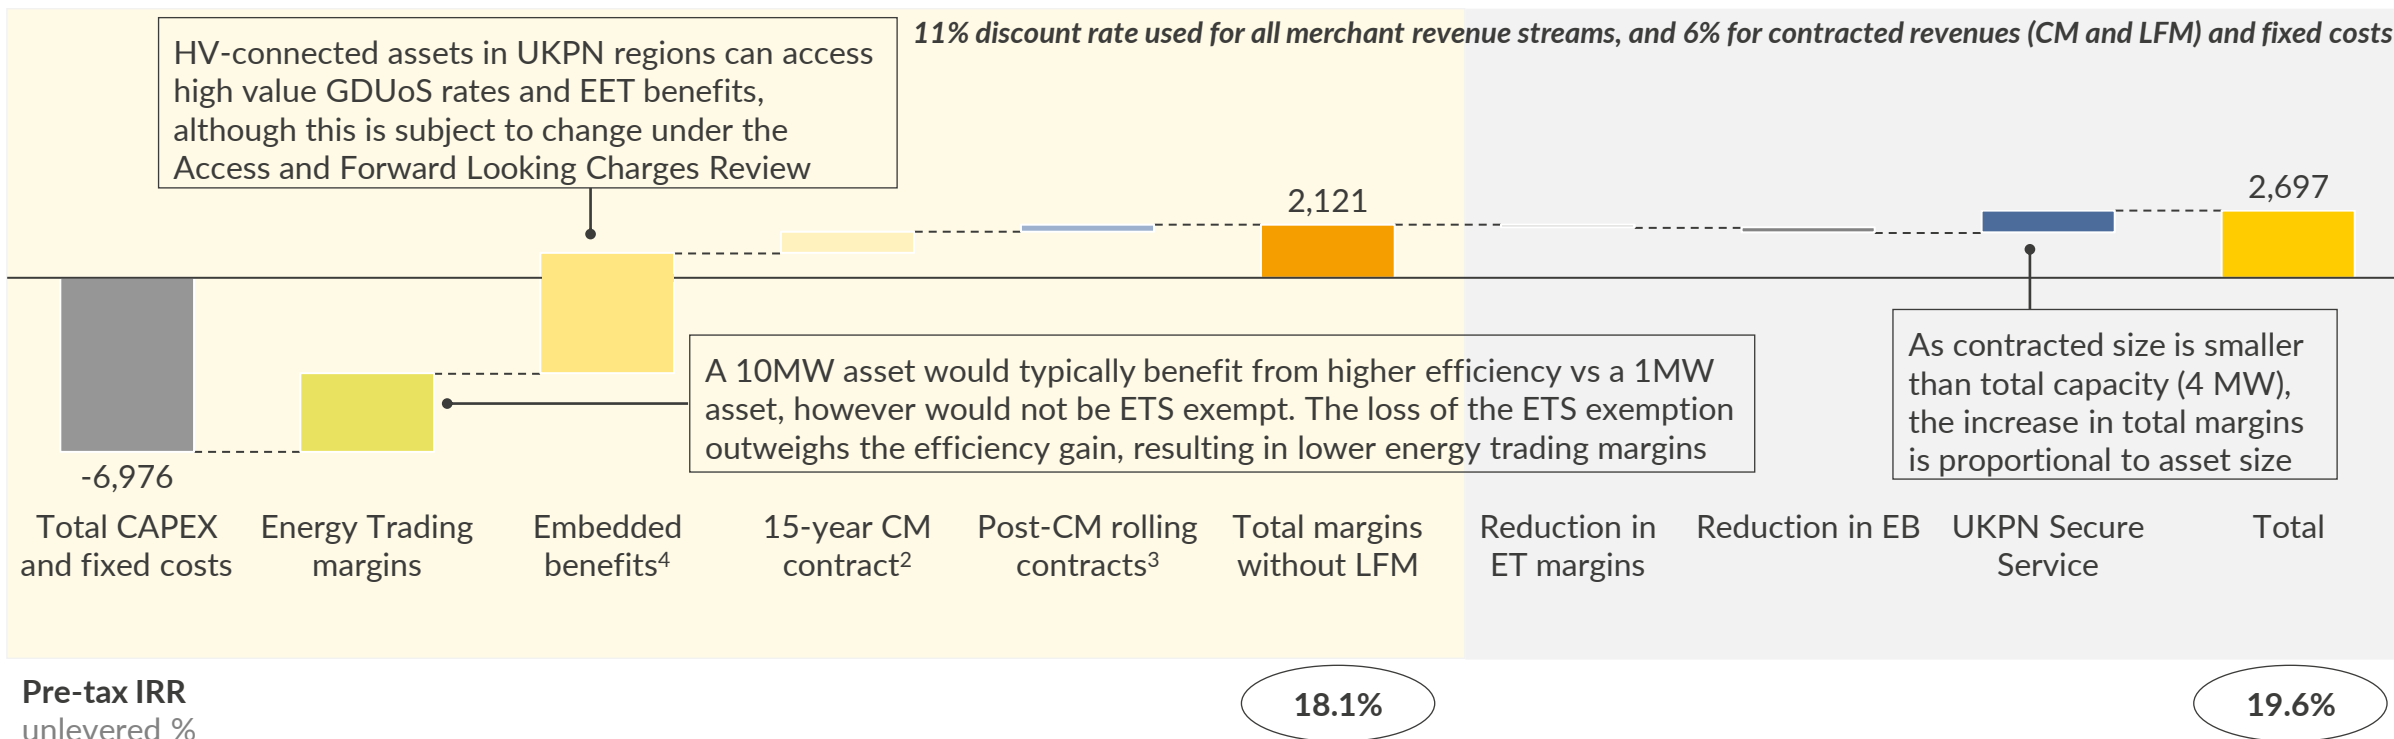 11% discount rate used for all merchant revenue streams, and 6% for contracted revenues (CM and LFM) and fixed costs
HV-connected assets in UKPN regions can access
high value GDUoS rates and EET benefits,
although this is subject to change under the
Access and Forward Looking Charges Review
2,121
2,697
A 10MW asset would typically benefit from higher efficiency vs a 1MW
asset, however would not be ETS exempt. The loss of the ETS exemption
outweighs the efficiency gain, resulting in lower energy trading margins
As contracted size is smaller
than total capacity (4 MW),
the increase in total margins
is proportional to asset size
-6,976
Total CAPEX
and fixed costs
Energy Trading
margins
Embedded
benefits⁴
15-year CM
contract²
Post-CM rolling
contracts³
Total margins
without LFM
Reduction in
ET margins
Reduction in EB
UKPN Secure
Service
Total
Pre-tax IRR
unlevered %
18.1%
19.6%